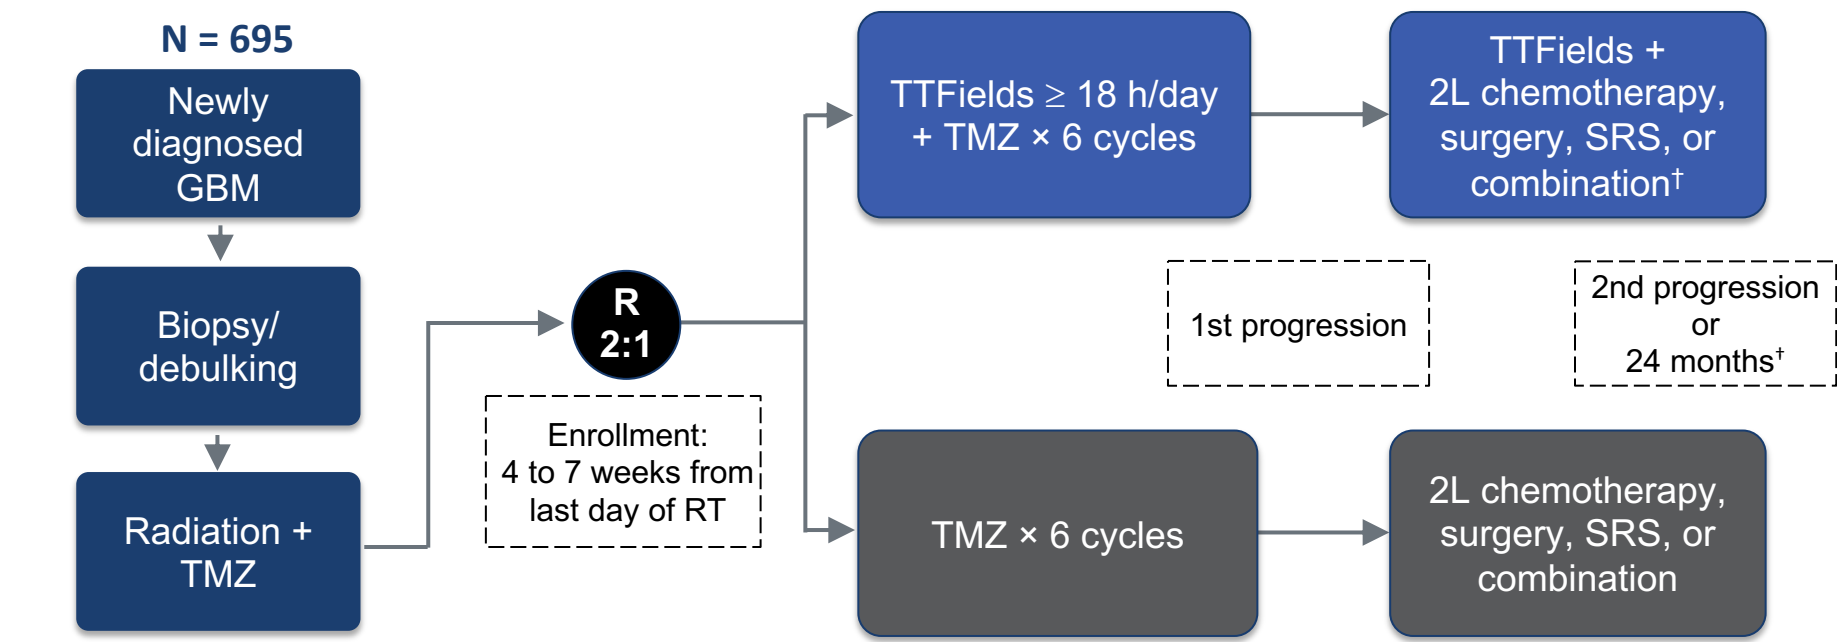 N = 695
Newly
diagnosed
GBM
Biopsy/
debulking
Radiation +
TMZ
R
2:1
Enrollment:
4 to 7 weeks from
last day of RT
TTFields ≥ 18 h/day
+ TMZ × 6 cycles
TTFields +
2L chemotherapy,
surgery, SRS, or
combination†
1st progression
2nd progression
or
24 months†
TMZ × 6 cycles
2L chemotherapy,
surgery, SRS, or
combination